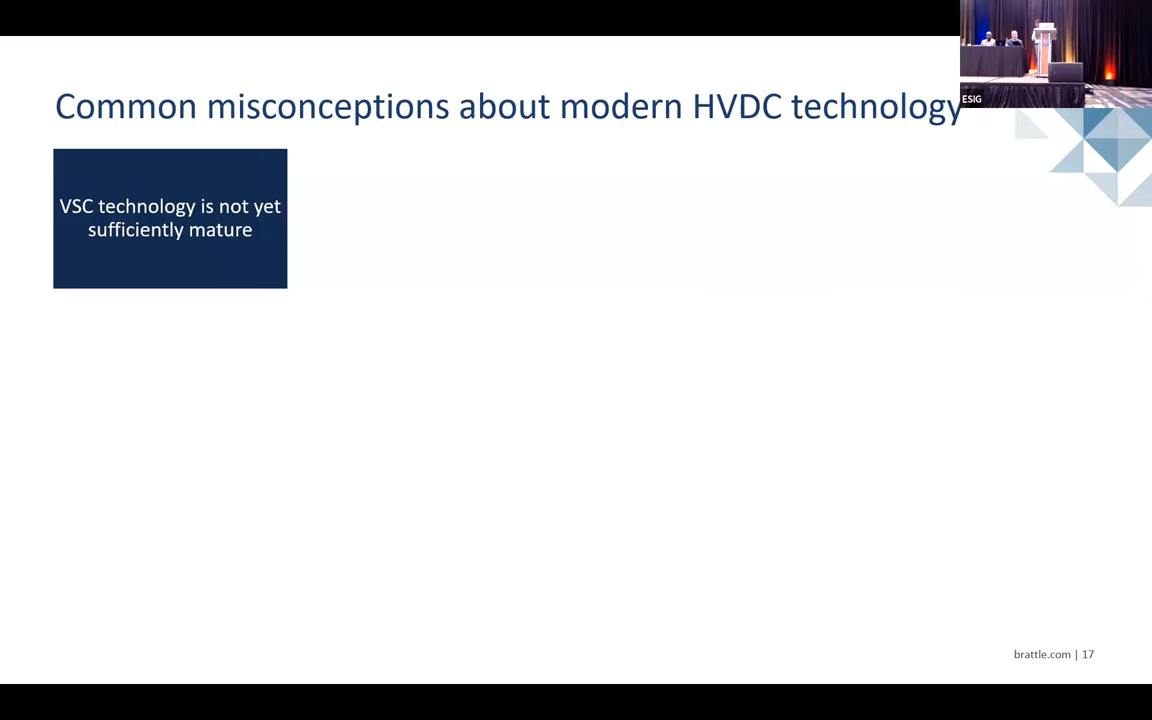 Common misconceptions about modern HVDC technology
ESIG
VSC technology is not yet
sufficiently mature
brattle.com | 17